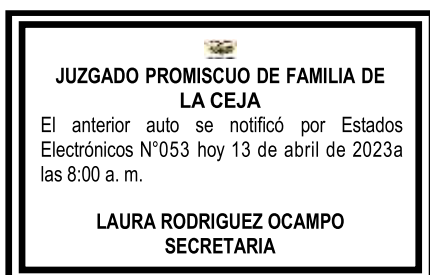 JUZGADO PROMISCUO DE FAMILIA DE
LA CEJA
El anterior auto se notificó por Estados
Electrónicos N°053 hoy 13 de abril de 2023a
las 8:00 a. m.
LAURA RODRIGUEZ OCAMPO
SECRETARIA